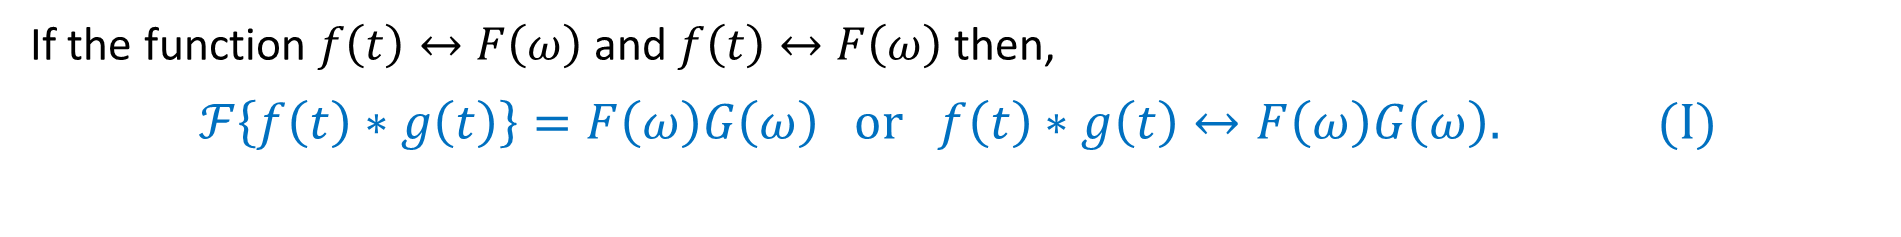 If the function 𝑓(𝑡) ↔ 𝐹(𝜔) and 𝑓(𝑡) ↔ 𝐹(𝜔) then,
ℱ{𝑓(𝑡) ∗ 𝑔(𝑡)} = 𝐹(𝜔)𝐺(𝜔) or 𝑓(𝑡) ∗ 𝑔(𝑡) ↔ 𝐹(𝜔)𝐺(𝜔). (I)